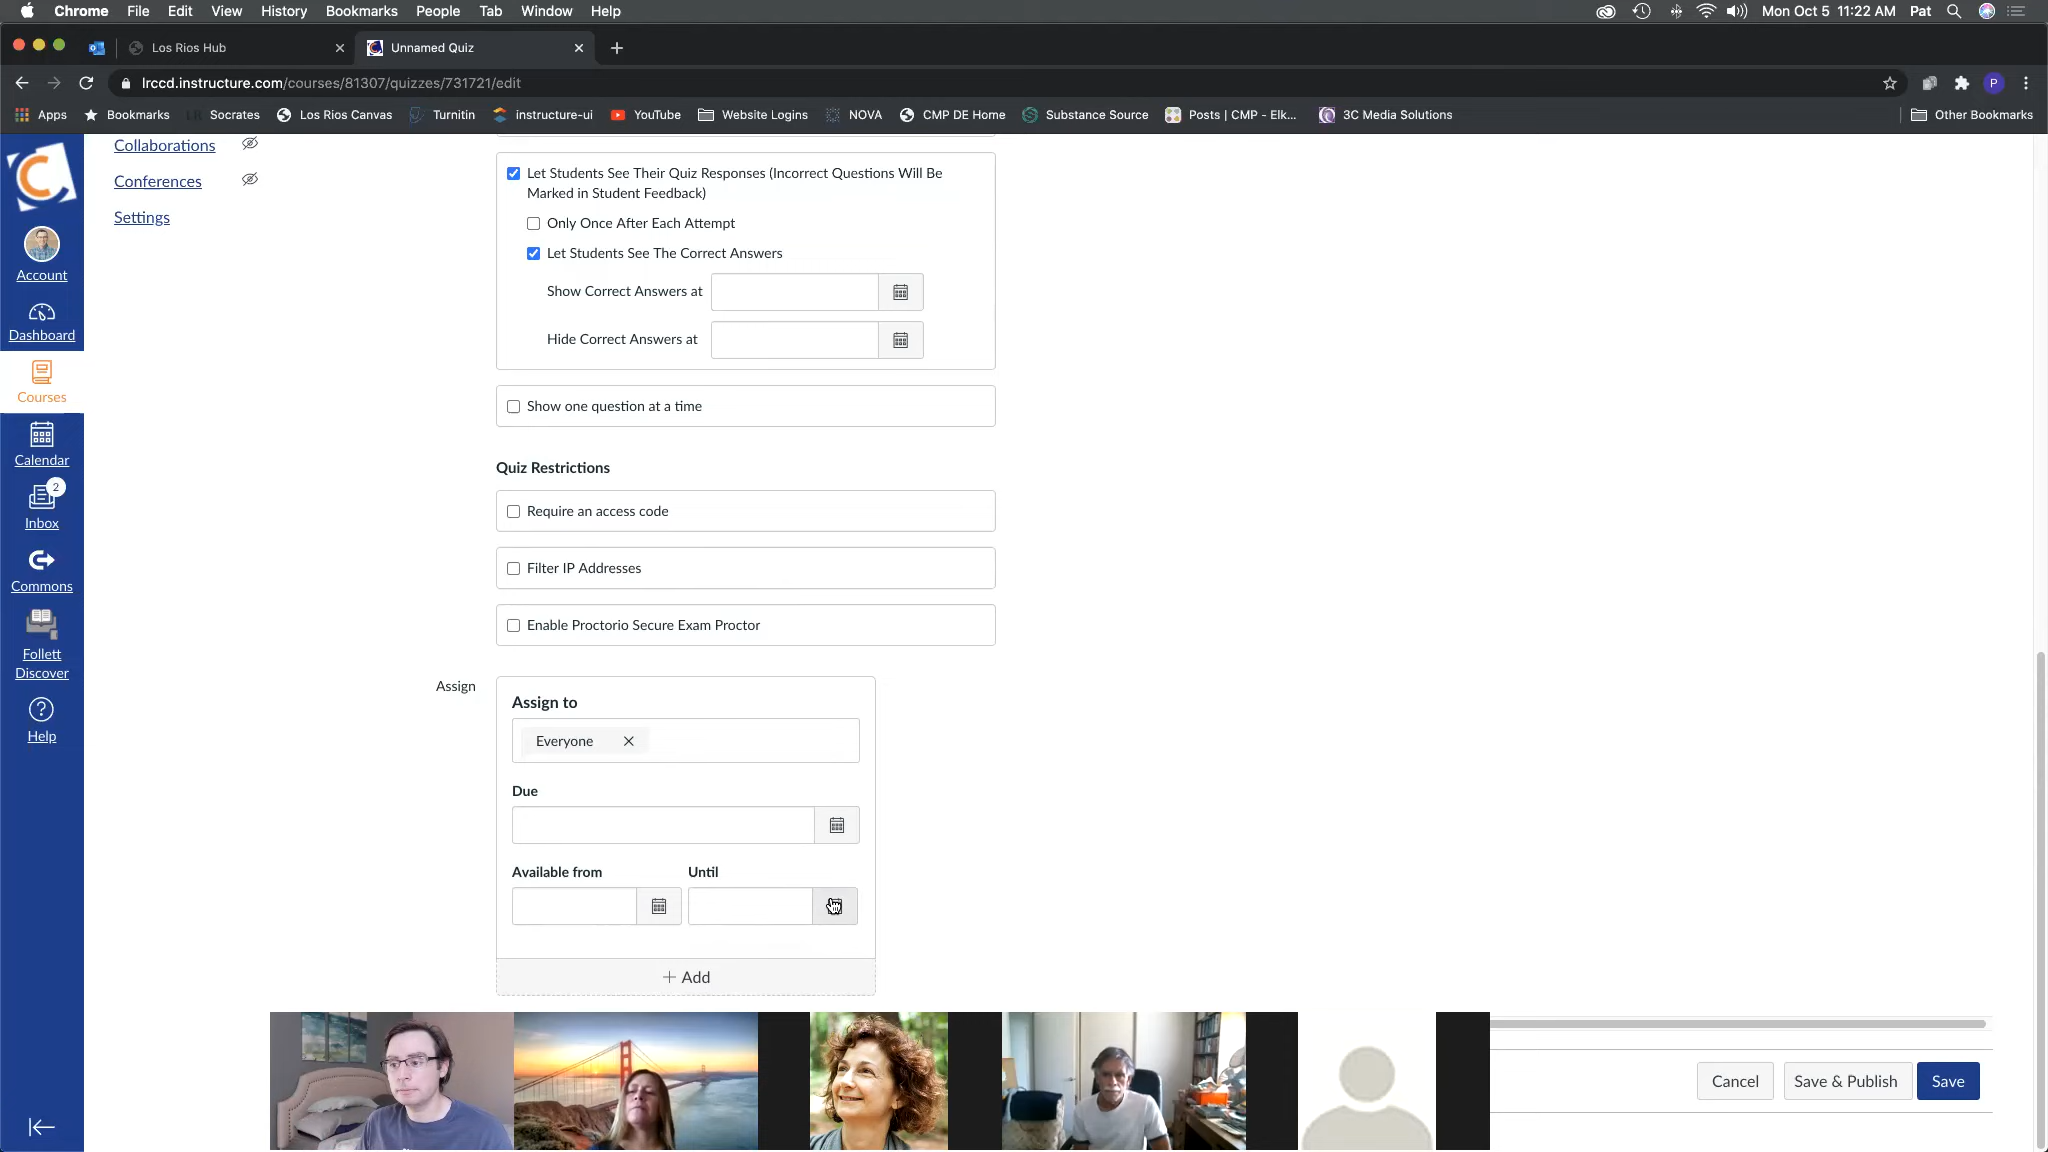 Chrome File Edit View History Bookmarks People Tab Window Help
Mon Oct 5 11:22 AM Pat
Los Rios Hub
Unnamed Quiz
lrccd.instructure.com/courses/81307/quizzes/731721/edit
P
Apps Bookmarks Socrates Los Rios Canvas Turnitin instructure-ui YouTube Website Logins NOVA CMP DE Home Substance Source Posts | CMP - Elk... 3C Media Solutions Other Bookmarks
Collaborations
Conferences
Settings
Account
Dashboard
Courses
Calendar
2
Inbox
Commons
Follett
Discover
Help
Let Students See Their Quiz Responses (Incorrect Questions Will Be
Marked in Student Feedback)
Only Once After Each Attempt
Let Students See The Correct Answers
Show Correct Answers at
Hide Correct Answers at
Show one question at a time
Quiz Restrictions
Require an access code
Filter IP Addresses
Enable Proctorio Secure Exam Proctor
Assign
Assign to
Everyone
Due
Available from
Until
+ Add
Cancel
Save & Publish
Save